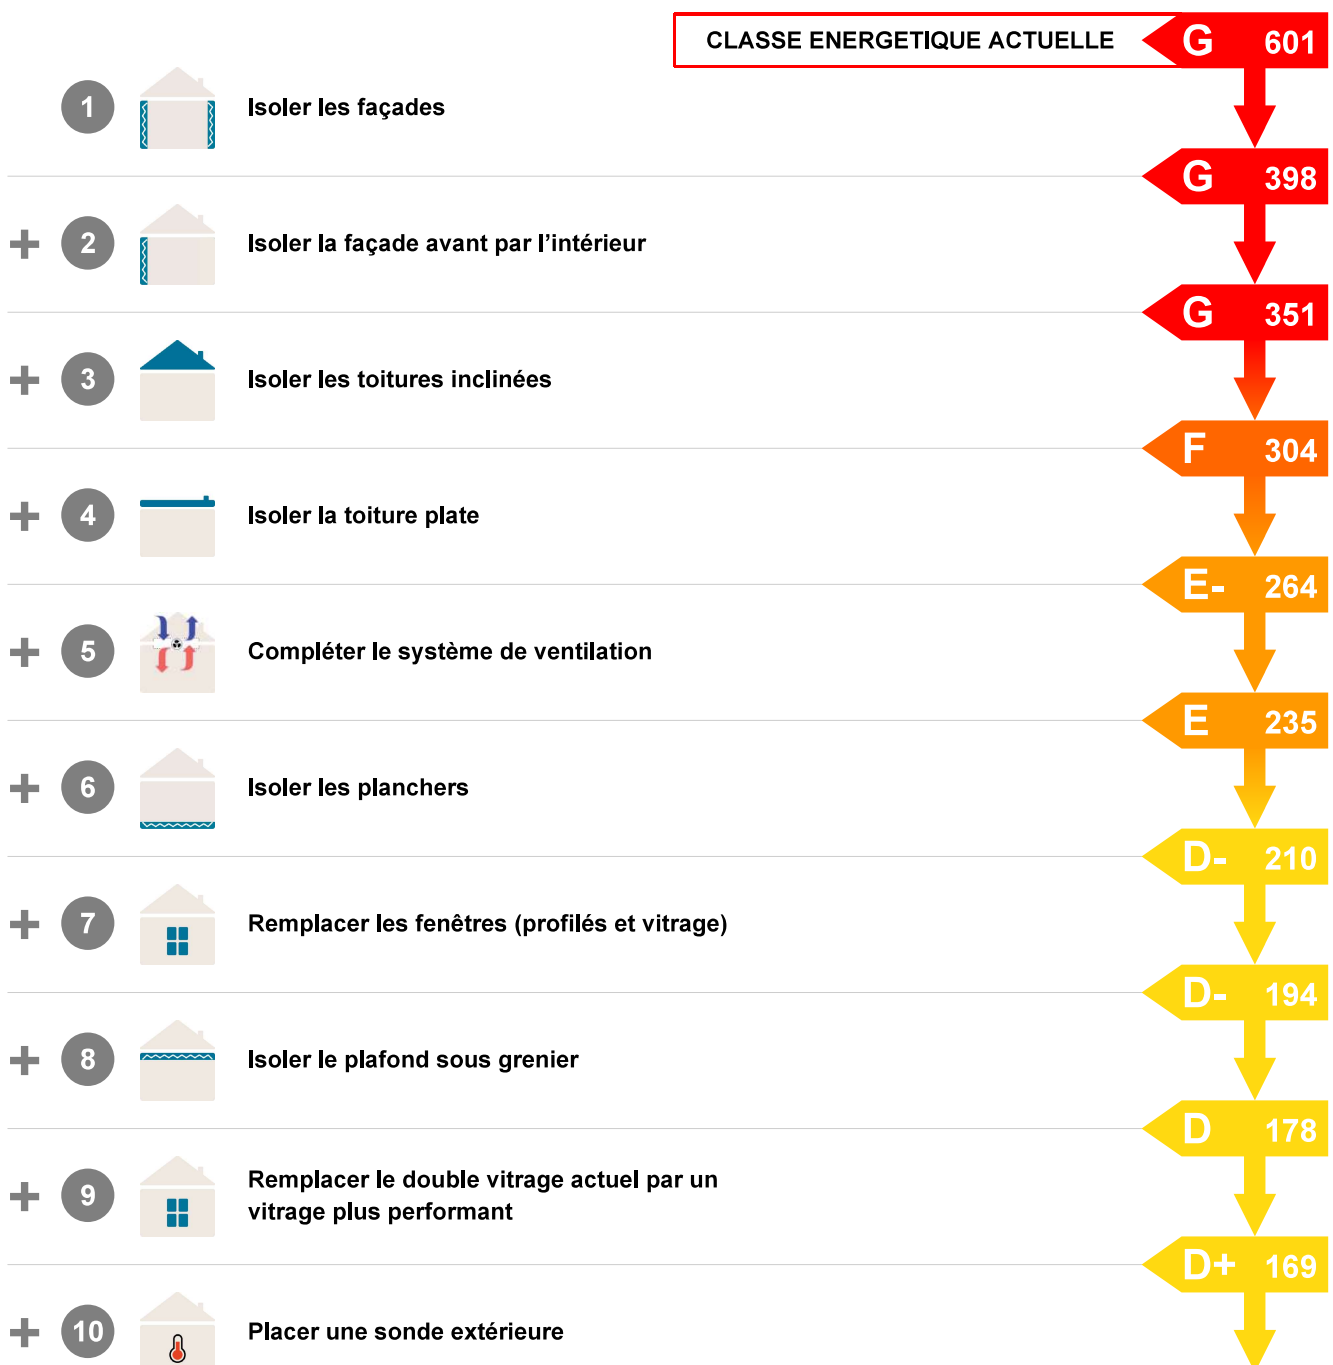 CLASSE ENERGETIQUE ACTUELLE G 601
1 Isoler les façades
G 398
+ 2 Isoler la façade avant par l'intérieur
G 351
+ 3 Isoler les toitures inclinées
F 304
+ 4 Isoler la toiture plate
E- 264
+ 5 Compléter le système de ventilation
E 235
+ 6 Isoler les planchers
D- 210
+ 7 Remplacer les fenêtres (profilés et vitrage)
D- 194
+ 8 Isoler le plafond sous grenier
D 178
+ 9 Remplacer le double vitrage actuel par un
vitrage plus performant
D+ 169
+ 10 Placer une sonde extérieure